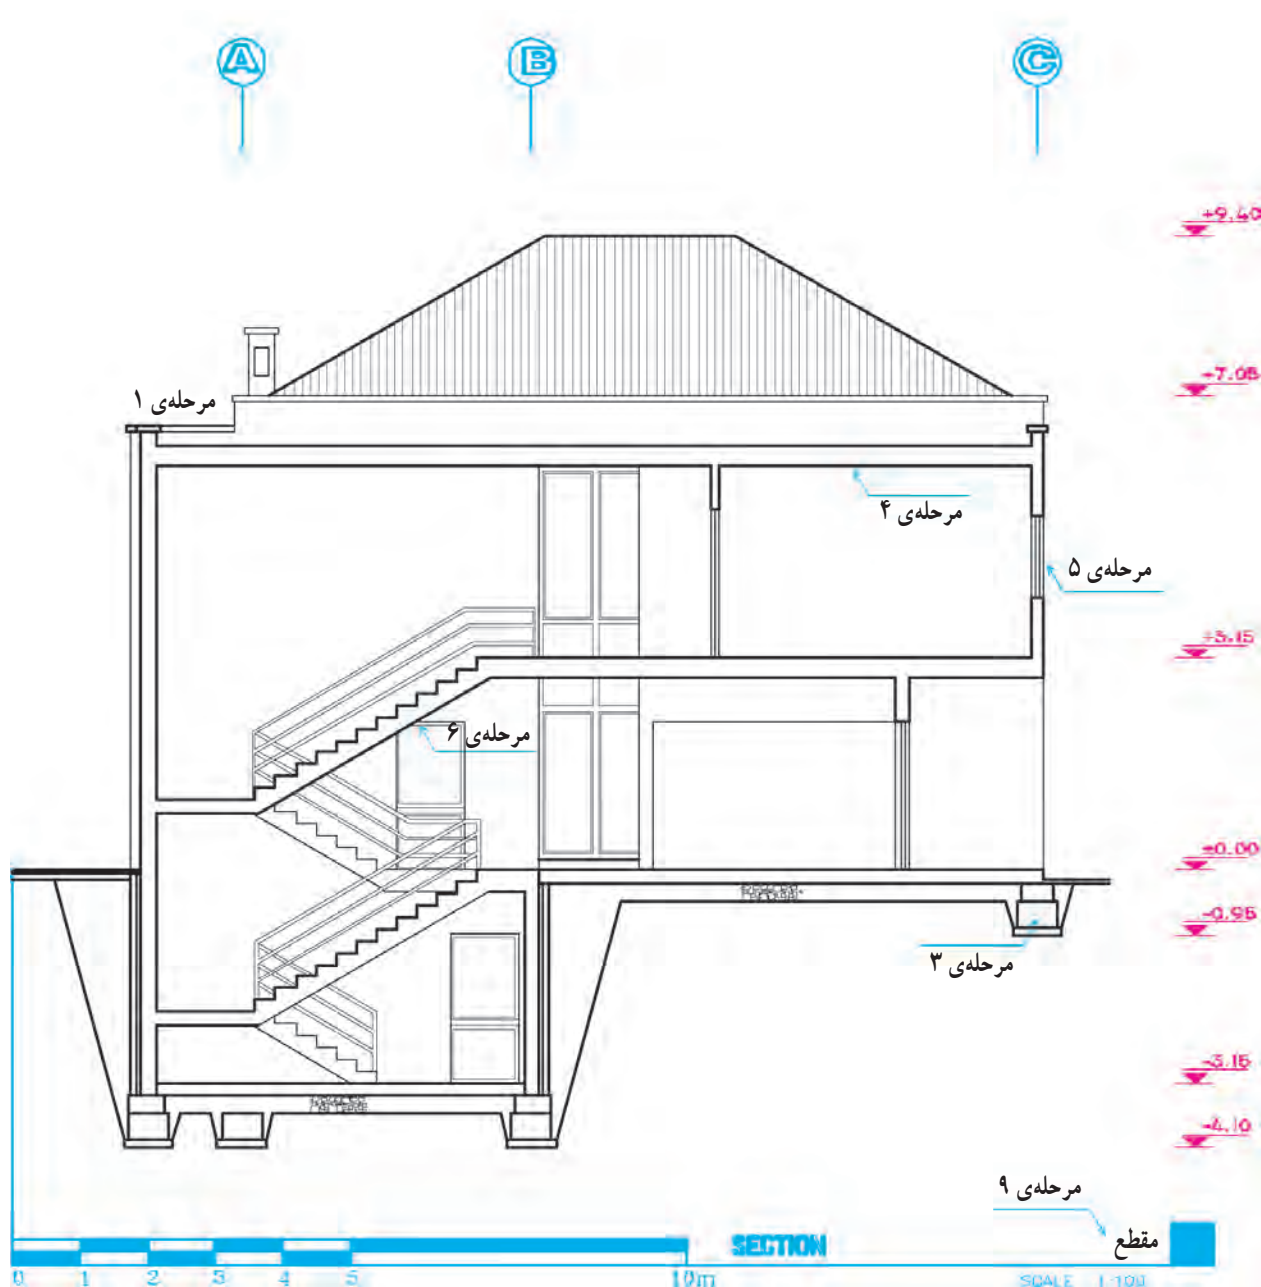 A B C
+9.40
+7.05
مرحله‌ی ۱
مرحله‌ی ۴
مرحله‌ی ۵
+3.15
مرحله‌ی ۶
±0.00
-0.95
مرحله‌ی ۳
-3.15
-4.10
مرحله‌ی ۹
مقطع
SECTION
0 1 2 3 4 5 10m
SCALE 1:100